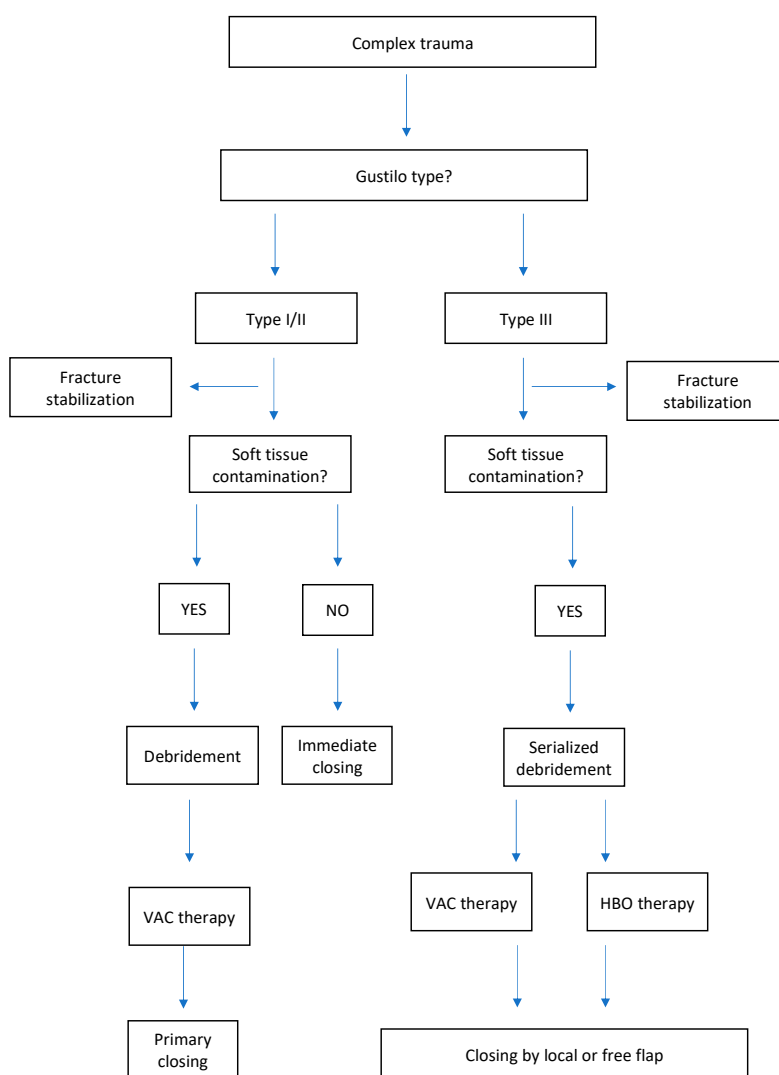 Complex trauma
Gustilo type?
Type I/II
Type III
Fracture
stabilization
Fracture
stabilization
Soft tissue
contamination?
Soft tissue
contamination?
YES
NO
YES
Debridement
Immediate
closing
Serialized
debridement
VAC therapy
VAC therapy
HBO therapy
Primary
closing
Closing by local or free flap